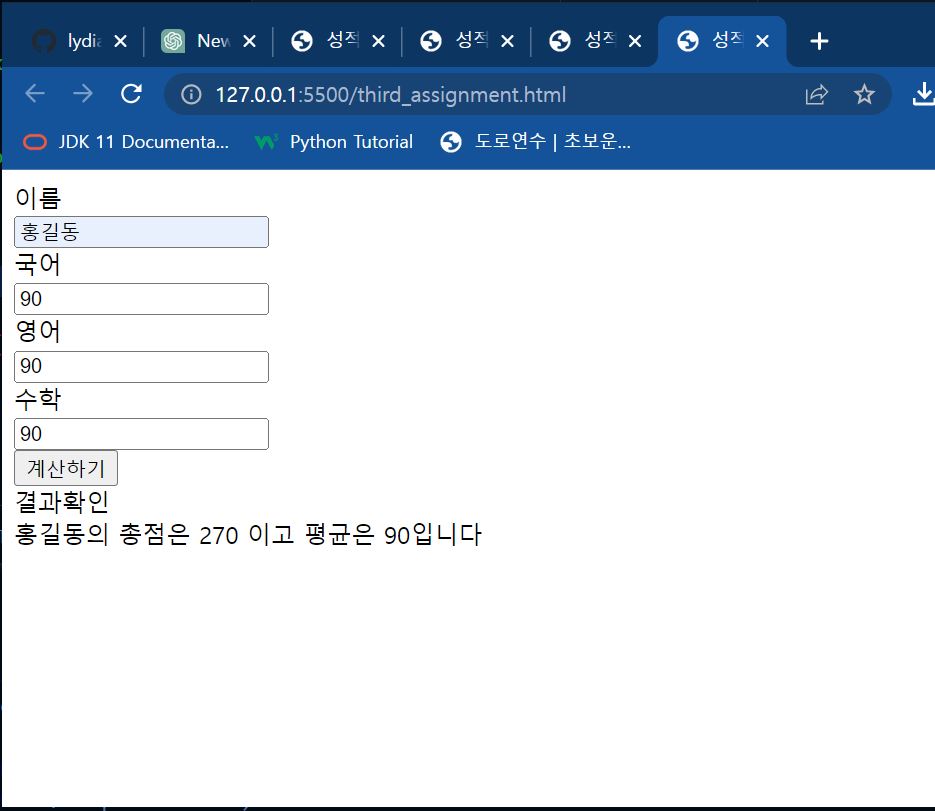 lydia New 성적 성적 성적 성적
127.0.0.1:5500/third_assignment.html
JDK 11 Documenta... Python Tutorial 도로연수 | 초보운...
이름
홍길동
국어
90
영어
90
수학
90
계산하기
결과확인
홍길동의 총점은 270 이고 평균은 90입니다